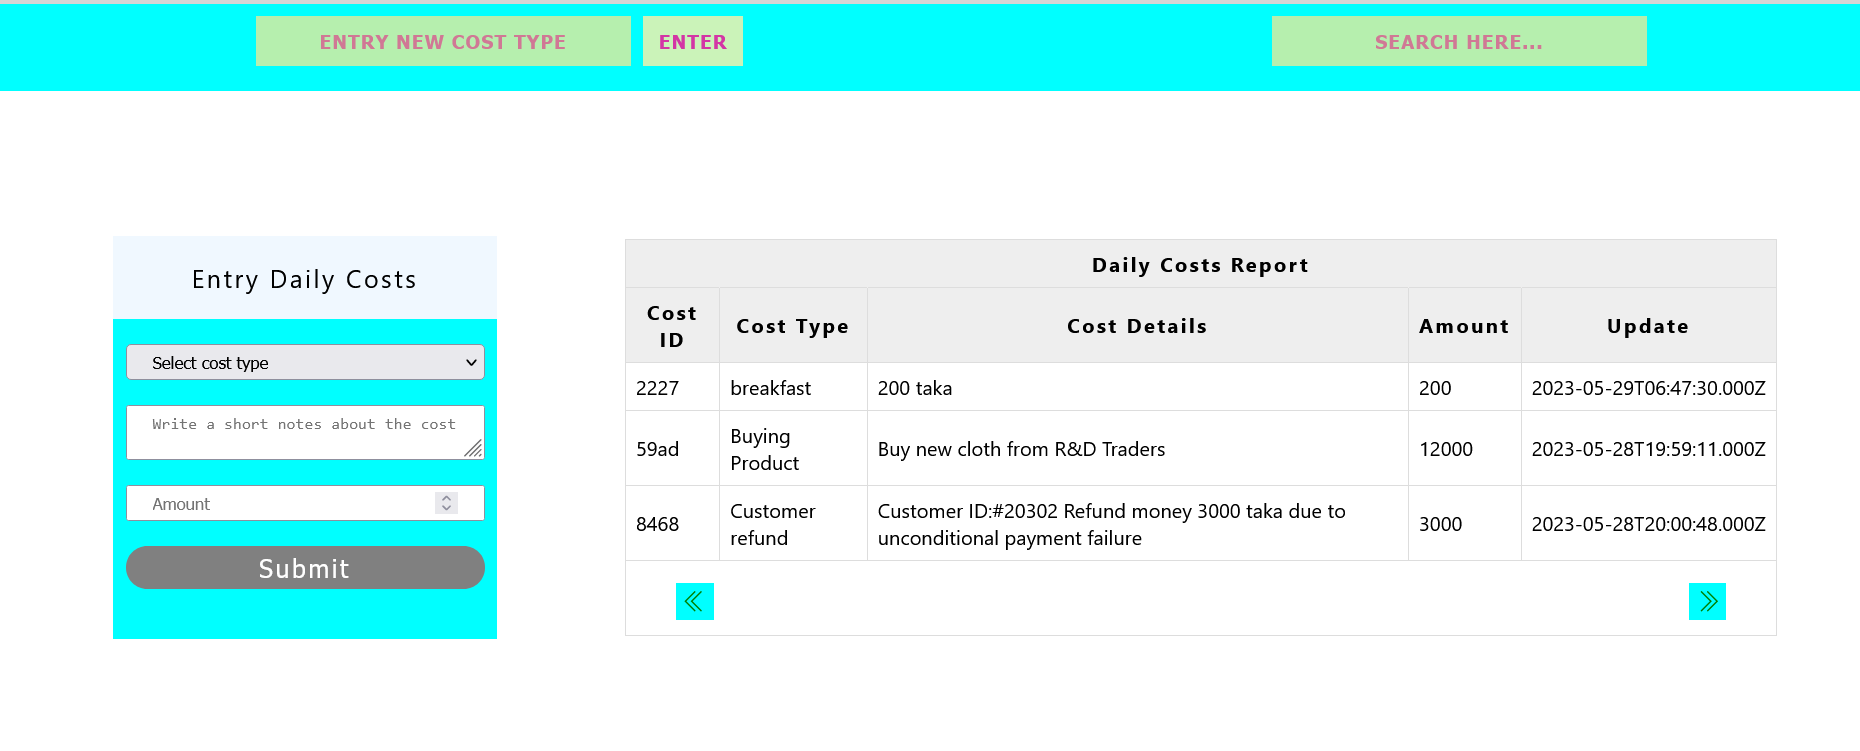 ENTRY NEW COST TYPE ENTER SEARCH HERE...
Entry Daily Costs
Select cost type
Write a short notes about the cost
Amount
Submit
Daily Costs Report
Cost ID Cost Type Cost Details Amount Update
2227 breakfast 200 taka 200 2023-05-29T06:47:30.000Z
59ad Buying Product Buy new cloth from R&D Traders 12000 2023-05-28T19:59:11.000Z
8468 Customer refund Customer ID:#20302 Refund money 3000 taka due to unconditional payment failure 3000 2023-05-28T20:00:48.000Z